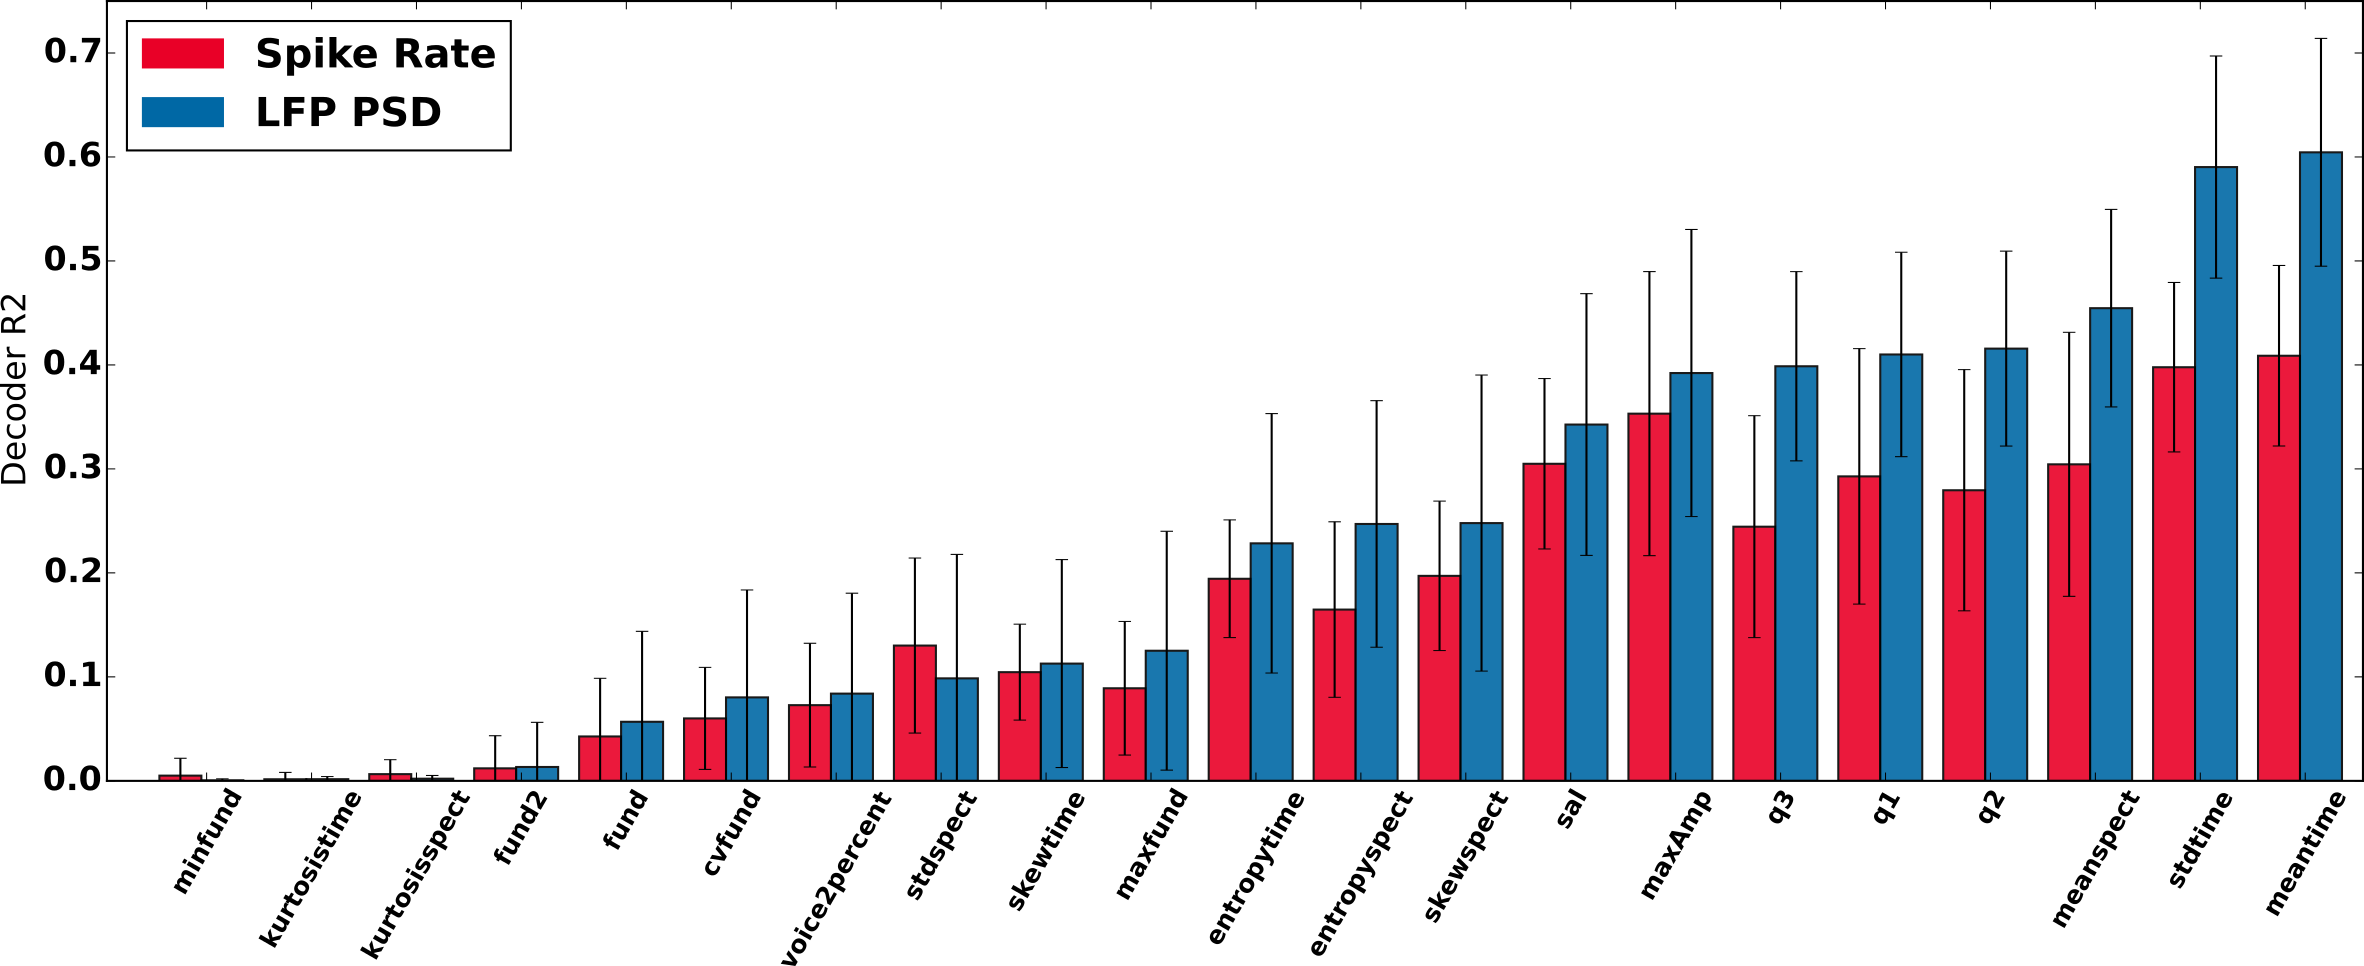 Spike Rate
LFP PSD
Decoder R2
0.7
0.6
0.5
0.4
0.3
0.2
0.1
0.0
minfund
kurtosistime
kurtosisspect
fund2
fund
cvfund
voice2percent
stdspect
skewtime
maxfund
entropytime
entropyspect
skewspect
sal
maxAmp
q3
q1
q2
meanspect
stdtime
meantime